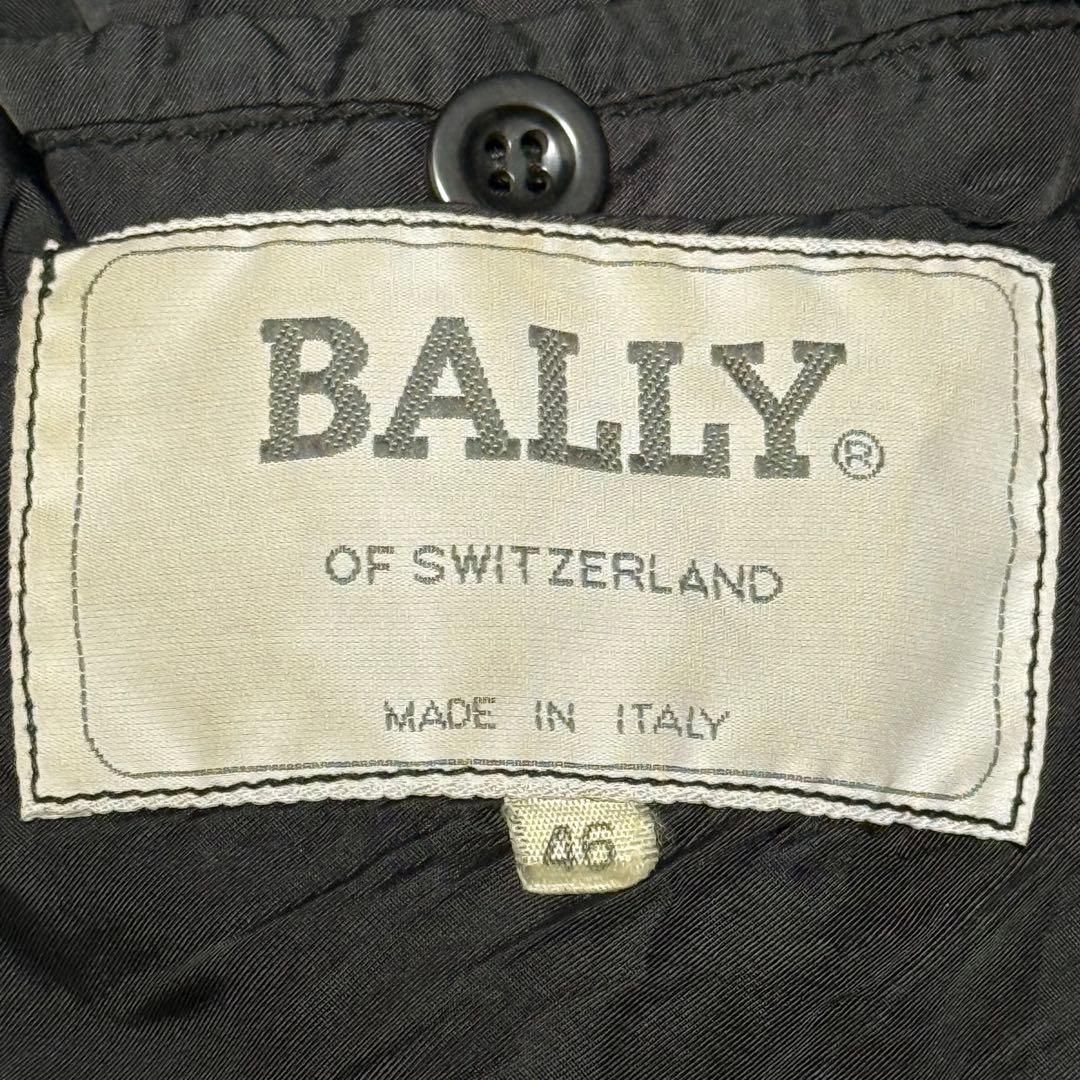 BALLY®
OF SWITZERLAND
MADE IN ITALY
46